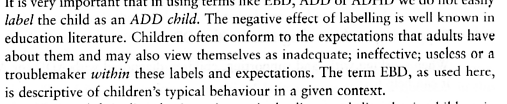 It is very important that in using terms like EBD, ADD or ADHD we do not easily
label the child as an ADD child. The negative effect of labelling is well known in
education literature. Children often conform to the expectations that adults have
about them and may also view themselves as inadequate; ineffective; useless or a
troublemaker within these labels and expectations. The term EBD, as used here,
is descriptive of children's typical behaviour in a given context.